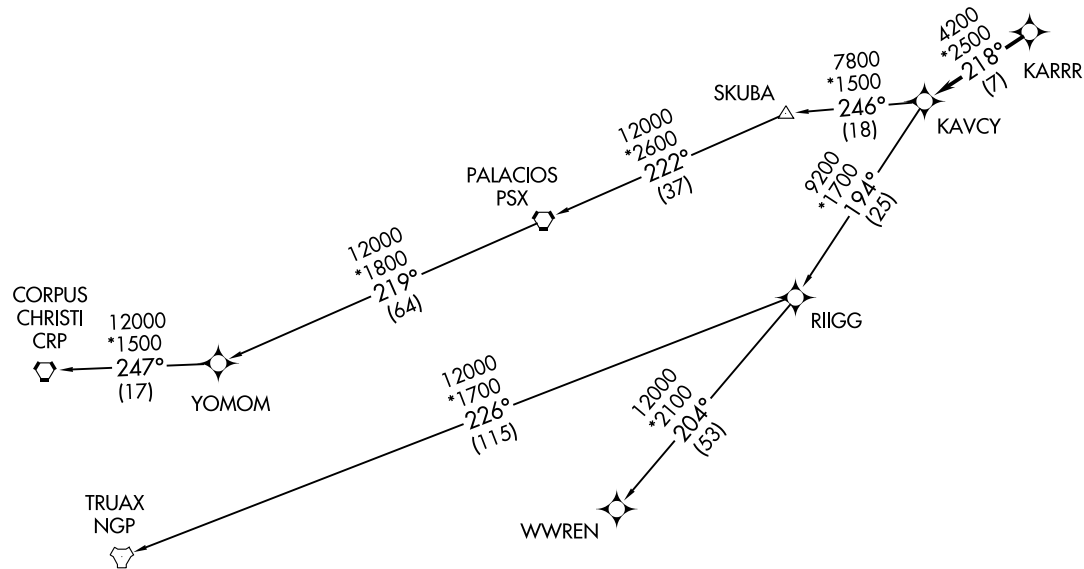 4200
*2500
218°
(7)
KARRR
7800
*1500
246°
(18)
SKUBA
KAVCY
12000
*2600
222°
(37)
PALACIOS
PSX
9200
*1700
194°
(25)
12000
*1800
219°
(64)
CORPUS
CHRISTI
CRP
12000
*1500
247°
(17)
YOMOM
RIIGG
12000
*1700
226°
(115)
12000
*2100
204°
(53)
TRUAX
NGP
WWREN